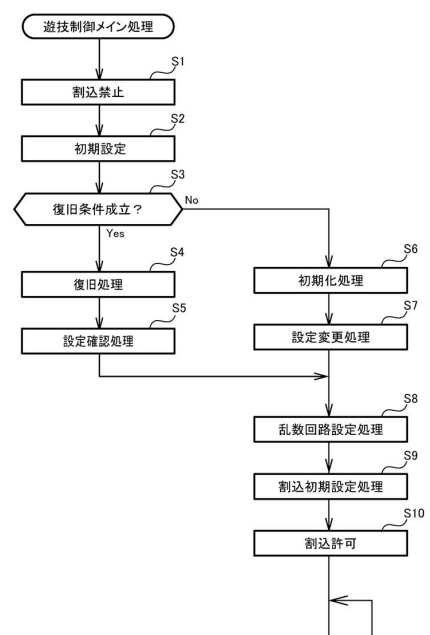 遊技制御メイン処理
S1
割込禁止
S2
初期設定
S3
復旧条件成立？
No
Yes
S4
復旧処理
S5
設定確認処理
S6
初期化処理
S7
設定変更処理
S8
乱数回路設定処理
S9
割込初期設定処理
S10
割込許可